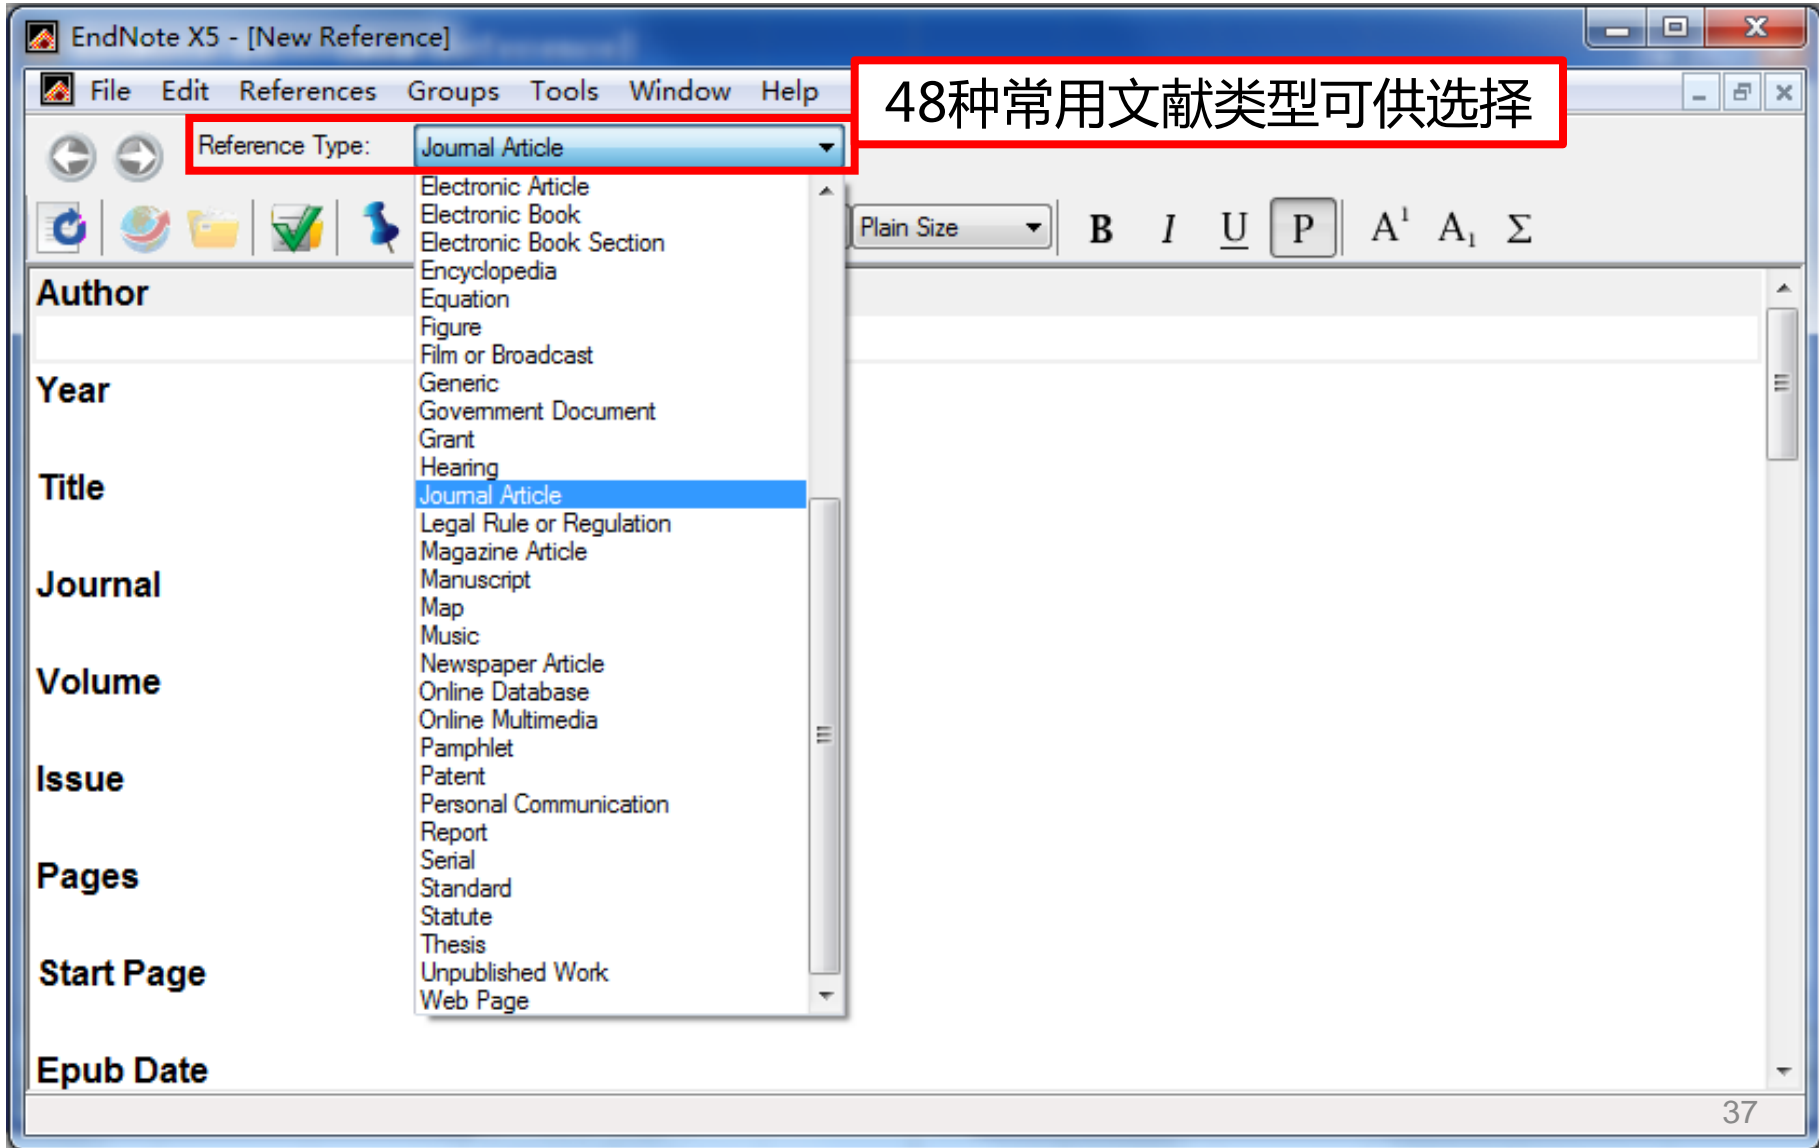 EndNote X5 - [New Reference]
File Edit References Groups Tools Window Help
48种常用文献类型可供选择
Reference Type: Journal Article
Plain Size B I U P A¹ A₁ Σ
Electronic Article
Electronic Book
Electronic Book Section
Encyclopedia
Equation
Figure
Film or Broadcast
Generic
Government Document
Grant
Hearing
Journal Article
Legal Rule or Regulation
Magazine Article
Manuscript
Map
Music
Newspaper Article
Online Database
Online Multimedia
Pamphlet
Patent
Personal Communication
Report
Serial
Standard
Statute
Thesis
Unpublished Work
Web Page
Author
Year
Title
Journal
Volume
Issue
Pages
Start Page
Epub Date
37